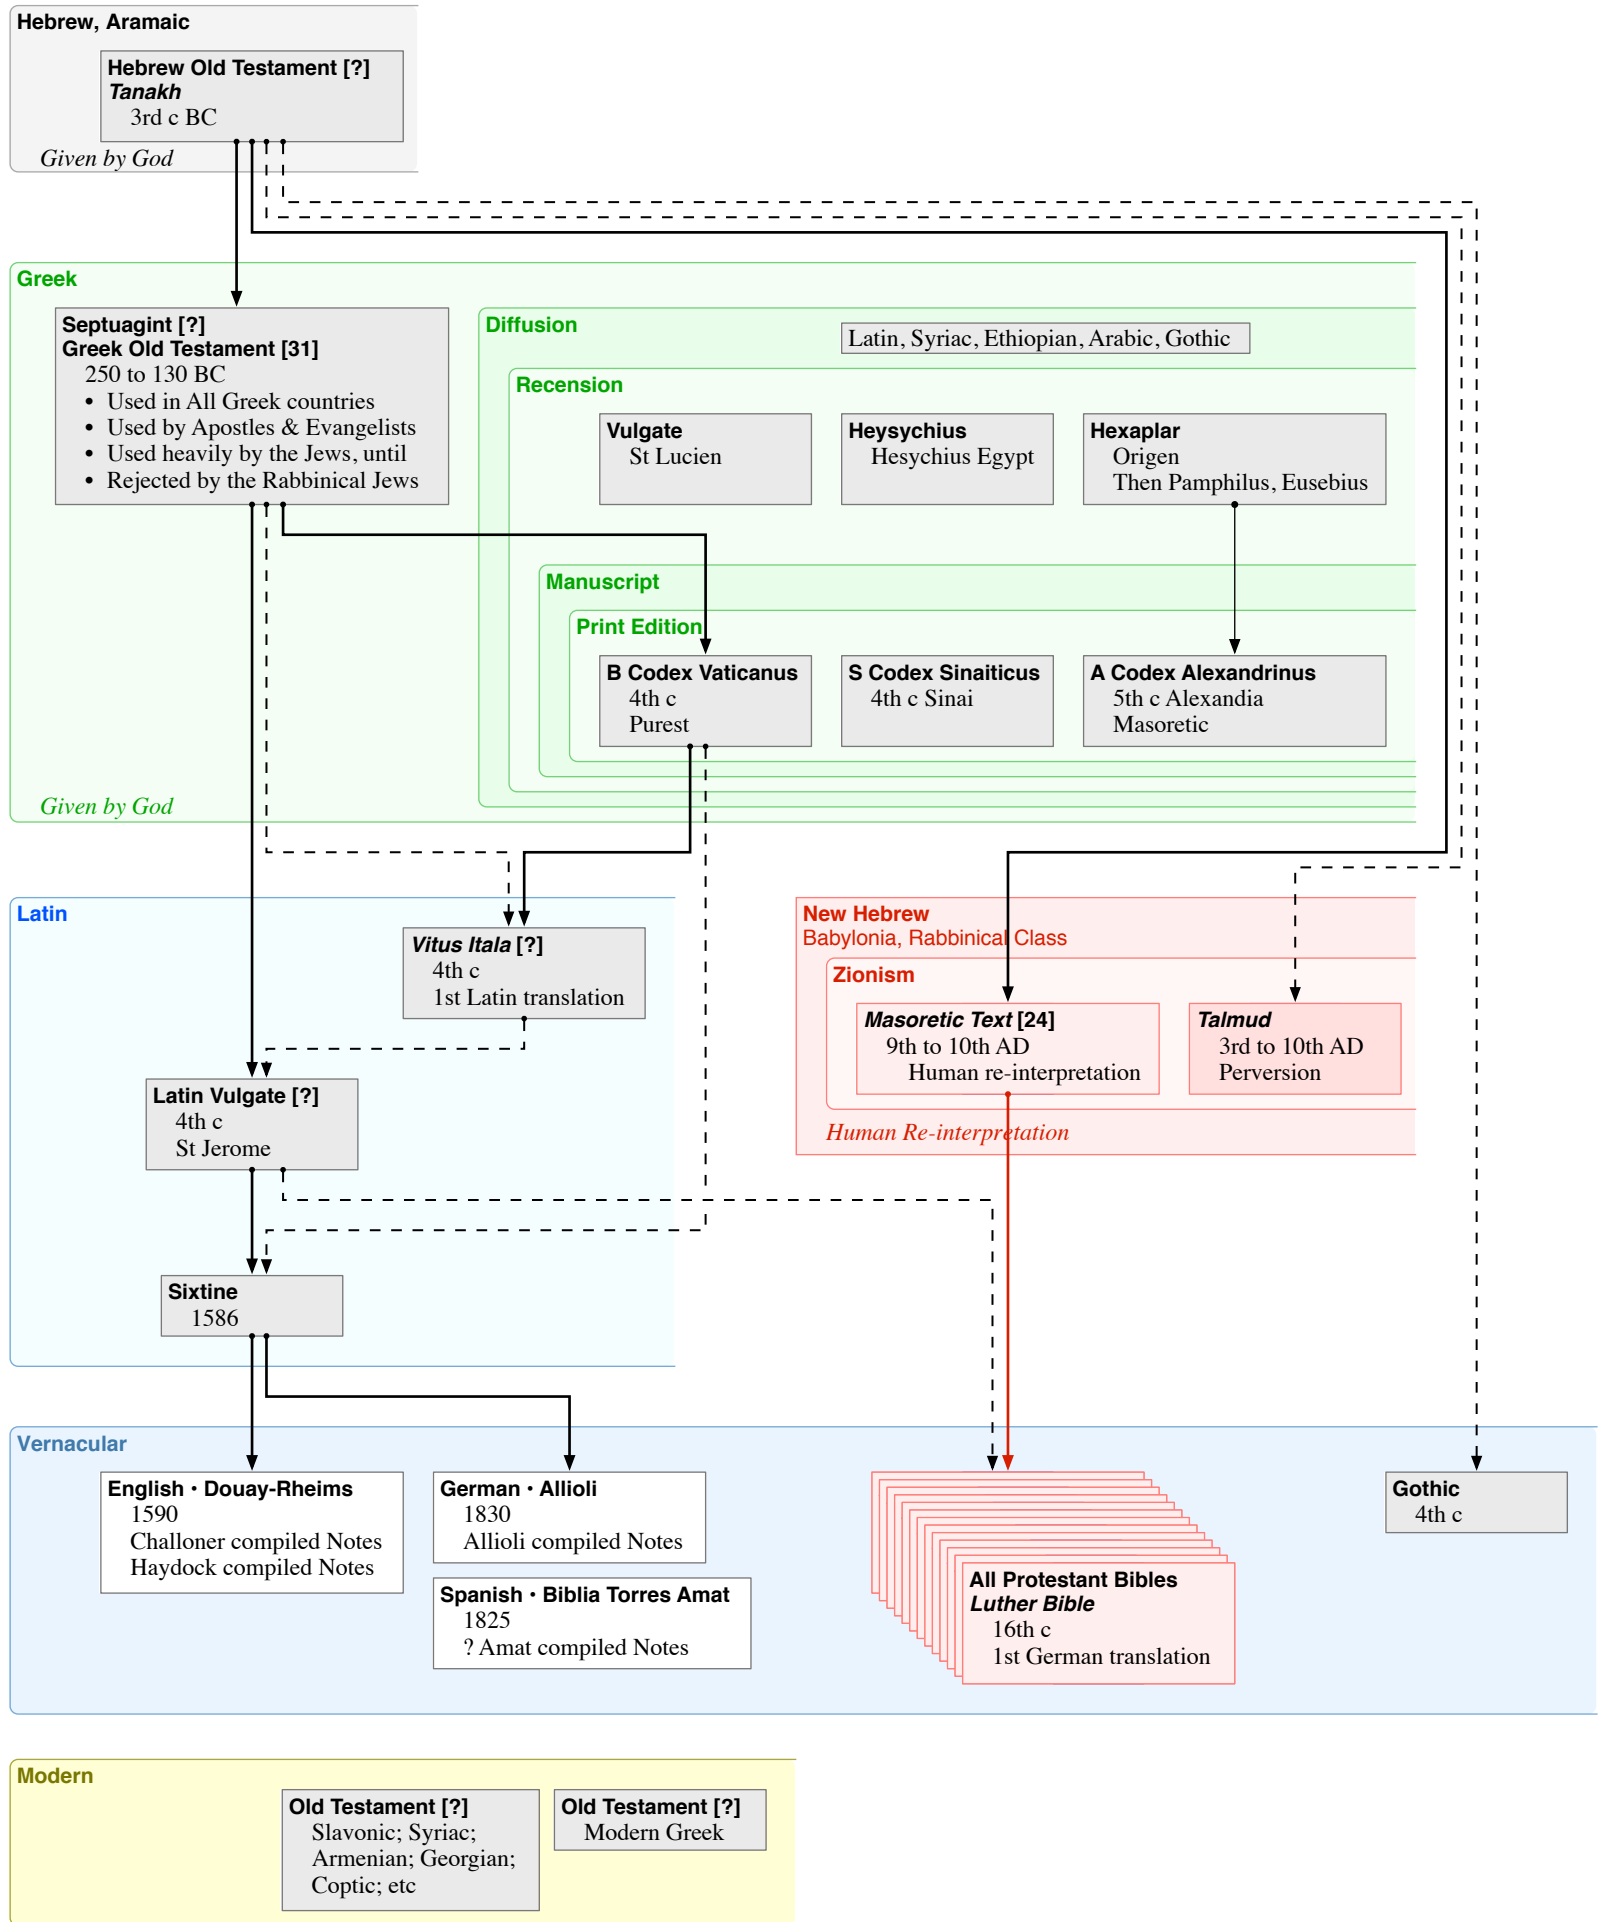 Hebrew, Aramaic
Hebrew Old Testament [?]
Tanakh
3rd c BC
Given by God
Greek
Septuagint [?]
Greek Old Testament [31]
250 to 130 BC
• Used in All Greek countries
• Used by Apostles & Evangelists
• Used heavily by the Jews, until
• Rejected by the Rabbinical Jews
Diffusion
Latin, Syriac, Ethiopian, Arabic, Gothic
Recension
Vulgate
St Lucien
Heysychius
Hesychius Egypt
Hexaplar
Origen
Then Pamphilus, Eusebius
Manuscript
Print Edition
B Codex Vaticanus
4th c
Purest
S Codex Sinaiticus
4th c Sinai
A Codex Alexandrinus
5th c Alexandia
Masoretic
Given by God
Latin
Vitus Itala [?]
4th c
1st Latin translation
Latin Vulgate [?]
4th c
St Jerome
Sixtine
1586
New Hebrew
Babylonia, Rabbinical Class
Zionism
Masoretic Text [24]
9th to 10th AD
Human re-interpretation
Talmud
3rd to 10th AD
Perversion
Human Re-interpretation
Vernacular
English • Douay-Rheims
1590
Challoner compiled Notes
Haydock compiled Notes
German • Allioli
1830
Allioli compiled Notes
Spanish • Biblia Torres Amat
1825
? Amat compiled Notes
All Protestant Bibles
Luther Bible
16th c
1st German translation
Gothic
4th c
Modern
Old Testament [?]
Slavonic; Syriac;
Armenian; Georgian;
Coptic; etc
Old Testament [?]
Modern Greek